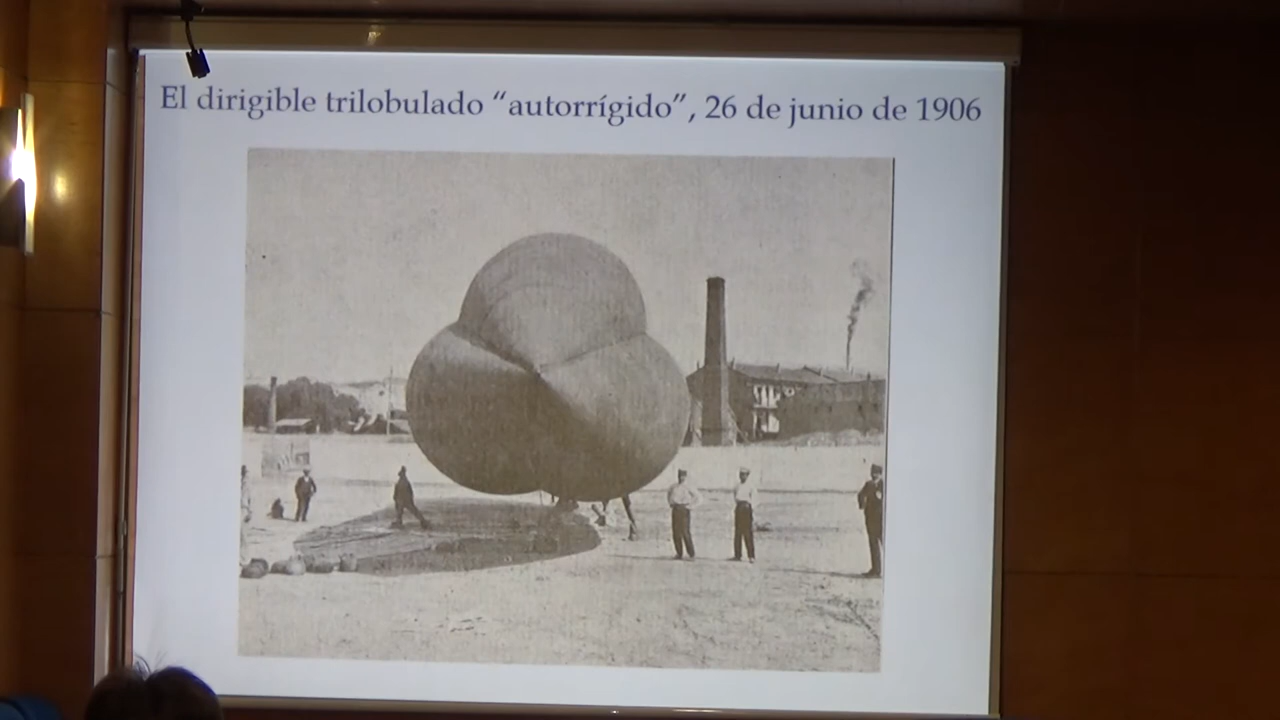 El dirigible trilobulado “autorrígido”, 26 de junio de 1906